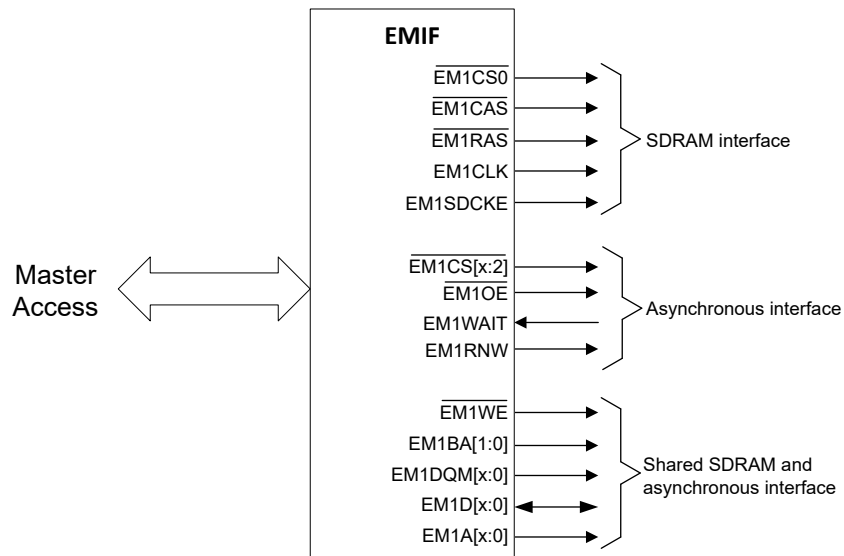 EMIF
EM1CS0
EM1CAS
EM1RAS
EM1CLK
EM1SDCKE
SDRAM interface
Master
Access
EM1CS[x:2]
EM1OE
EM1WAIT
EM1RNW
Asynchronous interface
EM1WE
EM1BA[1:0]
EM1DQM[x:0]
EM1D[x:0]
EM1A[x:0]
Shared SDRAM and
asynchronous interface